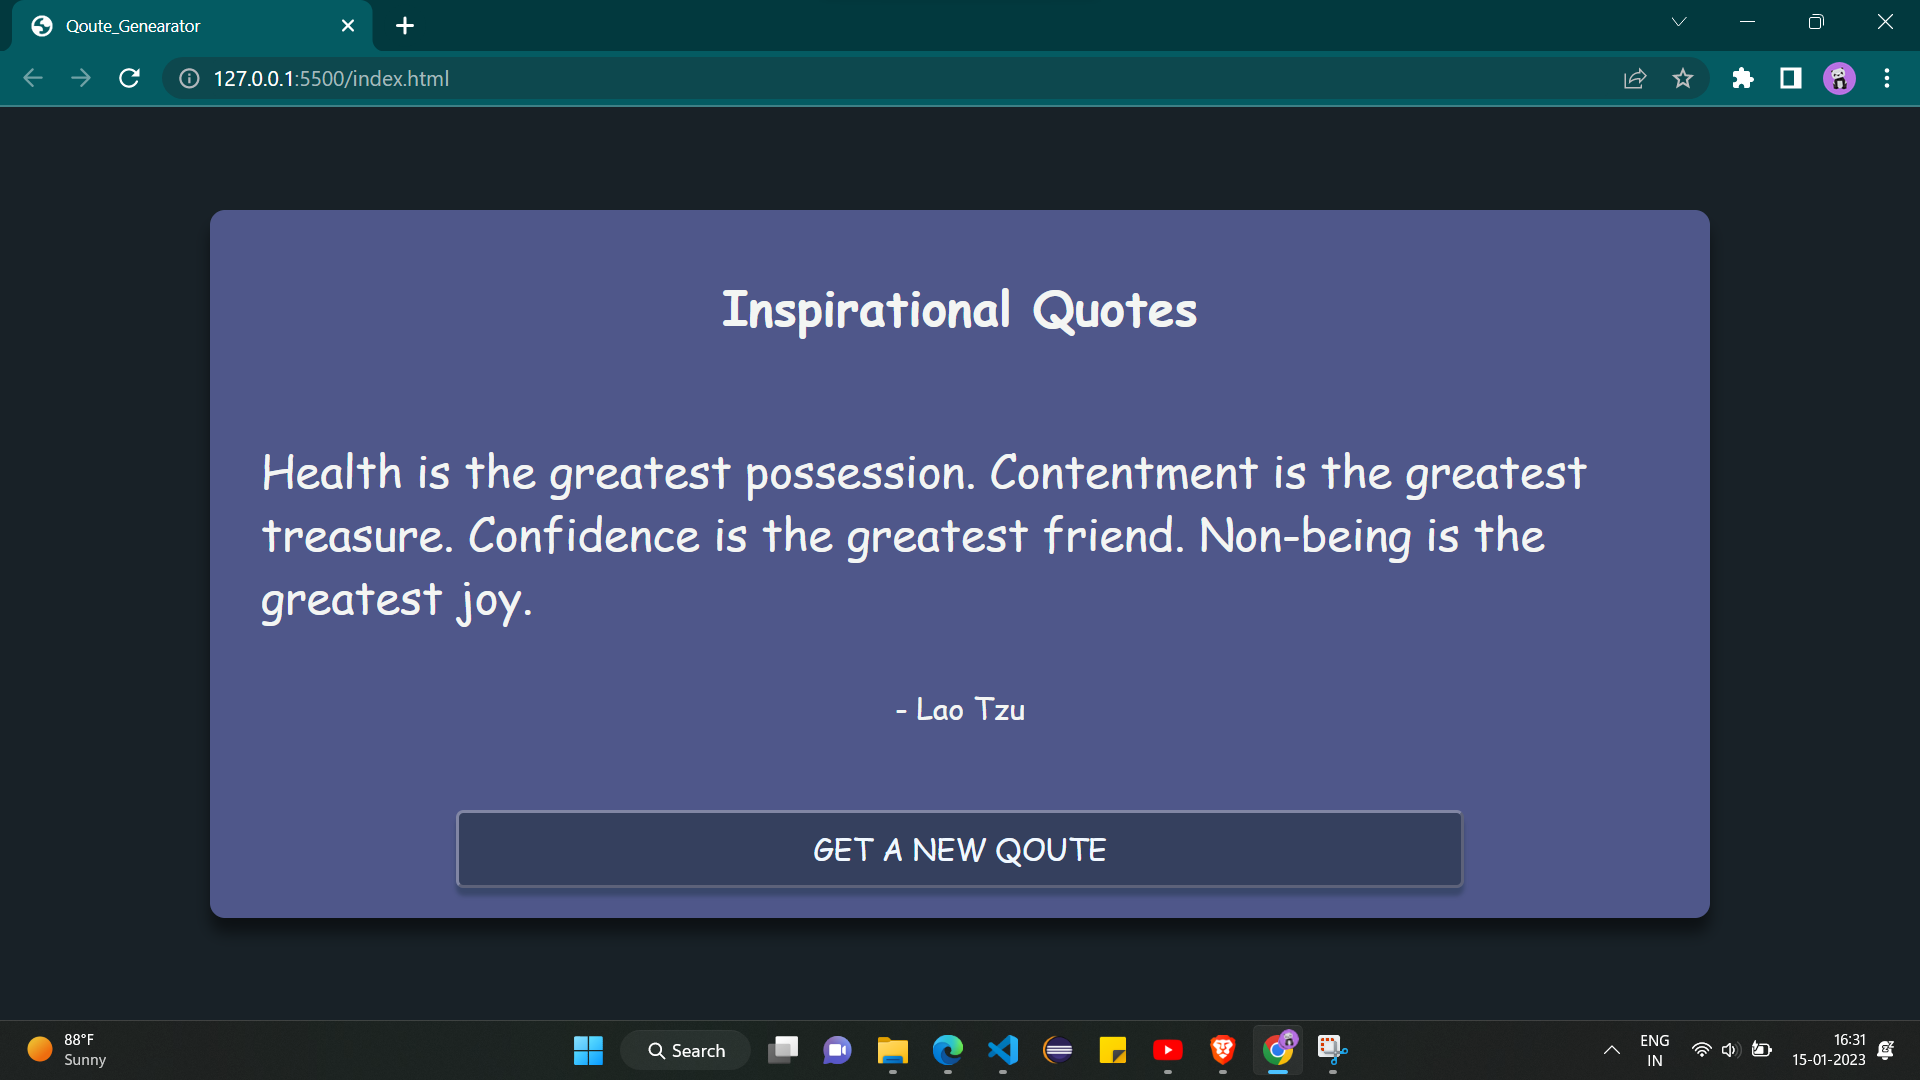 Qoute_Genearator
127.0.0.1:5500/index.html
Inspirational Quotes
Health is the greatest possession. Contentment is the greatest
treasure. Confidence is the greatest friend. Non-being is the
greatest joy.
- Lao Tzu
GET A NEW QOUTE
88°F
Sunny
Search
ENG
IN
16:31
15-01-2023